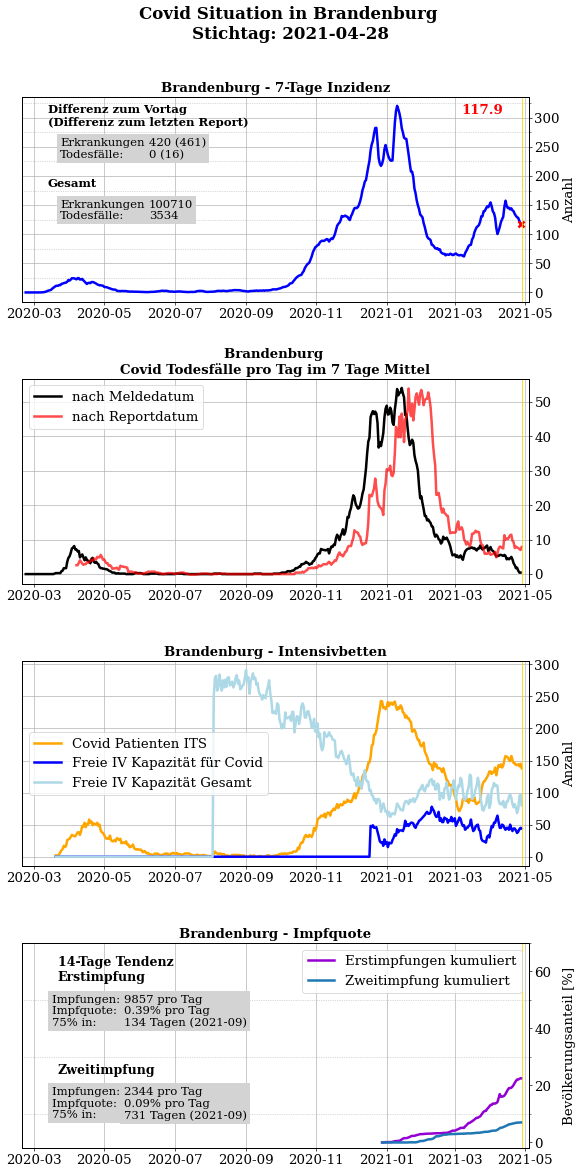 Covid Situation in Brandenburg
Stichtag: 2021-04-28
Brandenburg - 7-Tage Inzidenz
Differenz zum Vortag
(Differenz zum letzten Report)
Erkrankungen 420 (461)
Todesfälle: 0 (16)
Gesamt
Erkrankungen 100710
Todesfälle: 3534
117.9
300
250
200
150
100
50
0
Anzahl
2020-03 2020-05 2020-07 2020-09 2020-11 2021-01 2021-03 2021-05
Brandenburg
Covid Todesfälle pro Tag im 7 Tage Mittel
nach Meldedatum
nach Reportdatum
50
40
30
20
10
0
2020-03 2020-05 2020-07 2020-09 2020-11 2021-01 2021-03 2021-05
Brandenburg - Intensivbetten
Covid Patienten ITS
Freie IV Kapazität für Covid
Freie IV Kapazität Gesamt
300
250
200
150
100
50
0
Anzahl
2020-03 2020-05 2020-07 2020-09 2020-11 2021-01 2021-03 2021-05
Brandenburg - Impfquote
14-Tage Tendenz
Erstimpfung
Impfungen: 9857 pro Tag
Impfquote: 0.39% pro Tag
75% in: 134 Tagen (2021-09)
Zweitimpfung
Impfungen: 2344 pro Tag
Impfquote: 0.09% pro Tag
75% in: 731 Tagen (2021-09)
Erstimpfungen kumuliert
Zweitimpfung kumuliert
60
40
20
0
Bevölkerungsanteil [%]
2020-03 2020-05 2020-07 2020-09 2020-11 2021-01 2021-03 2021-05